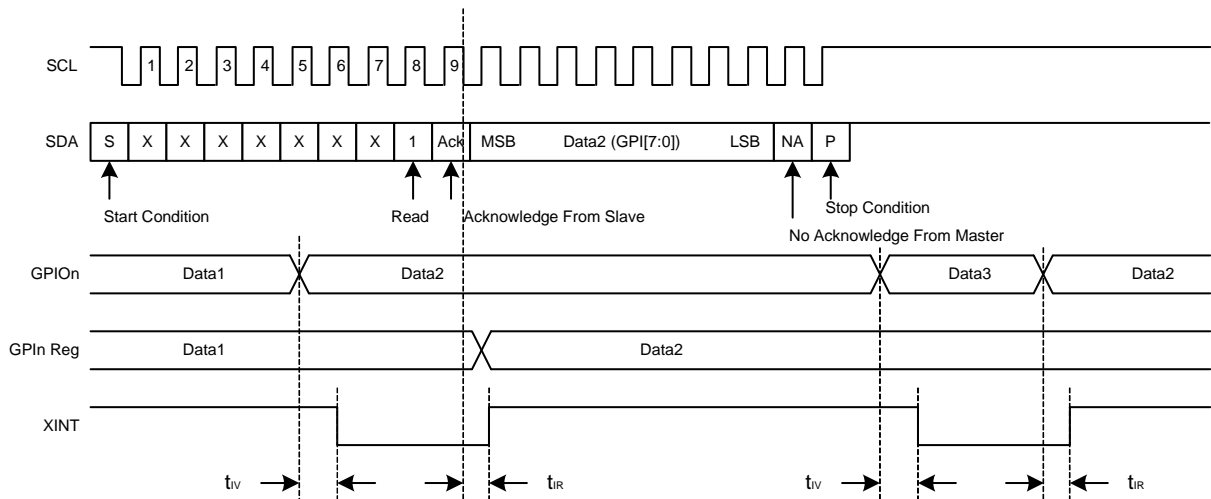 SCL 1 2 3 4 5 6 7 8 9
SDA S X X X X X X X 1 Ack MSB Data2 (GPI[7:0]) LSB NA P
Start Condition Read Acknowledge From Slave Stop Condition
No Acknowledge From Master
GPIOn Data1 Data2 Data3 Data2
GPIn Reg Data1 Data2
XINT
tIV tIR tIV tIR